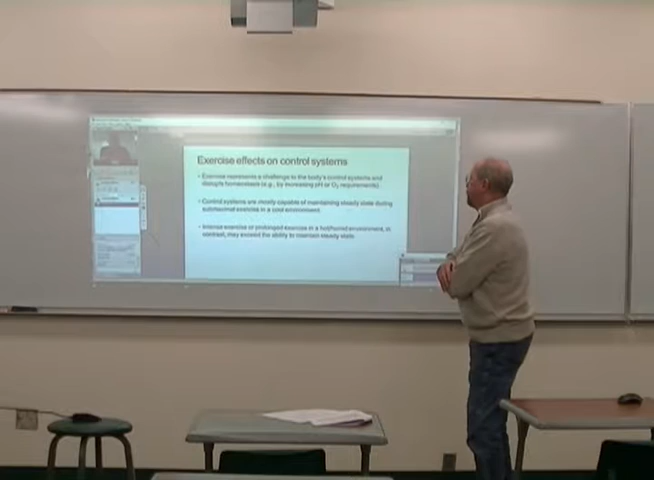 Exercise effects on control systems
• Exercise represents a challenge to the body's control systems and
disrupts homeostasis (e.g., by increasing pH or O₂ requirements).
• Control systems are mostly capable of maintaining steady state during
submaximal exercise in a cool environment.
• Intense exercise or prolonged exercise in a hot/humid environment, in
contrast, may exceed the ability to maintain steady state.